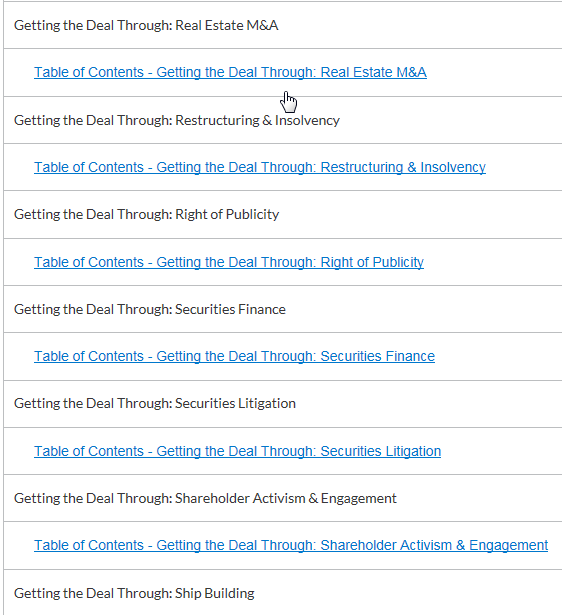 Getting the Deal Through: Real Estate M&A
Table of Contents - Getting the Deal Through: Real Estate M&A
Getting the Deal Through: Restructuring & Insolvency
Table of Contents - Getting the Deal Through: Restructuring & Insolvency
Getting the Deal Through: Right of Publicity
Table of Contents - Getting the Deal Through: Right of Publicity
Getting the Deal Through: Securities Finance
Table of Contents - Getting the Deal Through: Securities Finance
Getting the Deal Through: Securities Litigation
Table of Contents - Getting the Deal Through: Securities Litigation
Getting the Deal Through: Shareholder Activism & Engagement
Table of Contents - Getting the Deal Through: Shareholder Activism & Engagement
Getting the Deal Through: Ship Building